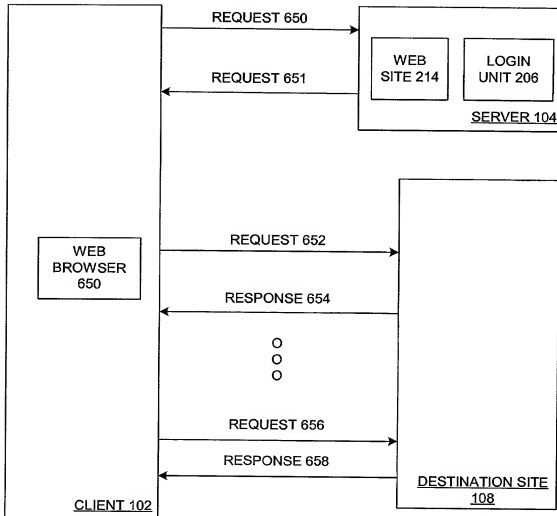 REQUEST 650
WEB
SITE 214
LOGIN
UNIT 206
REQUEST 651
SERVER 104
WEB
BROWSER
650
REQUEST 652
RESPONSE 654
O
O
O
REQUEST 656
RESPONSE 658
CLIENT 102
DESTINATION SITE
108